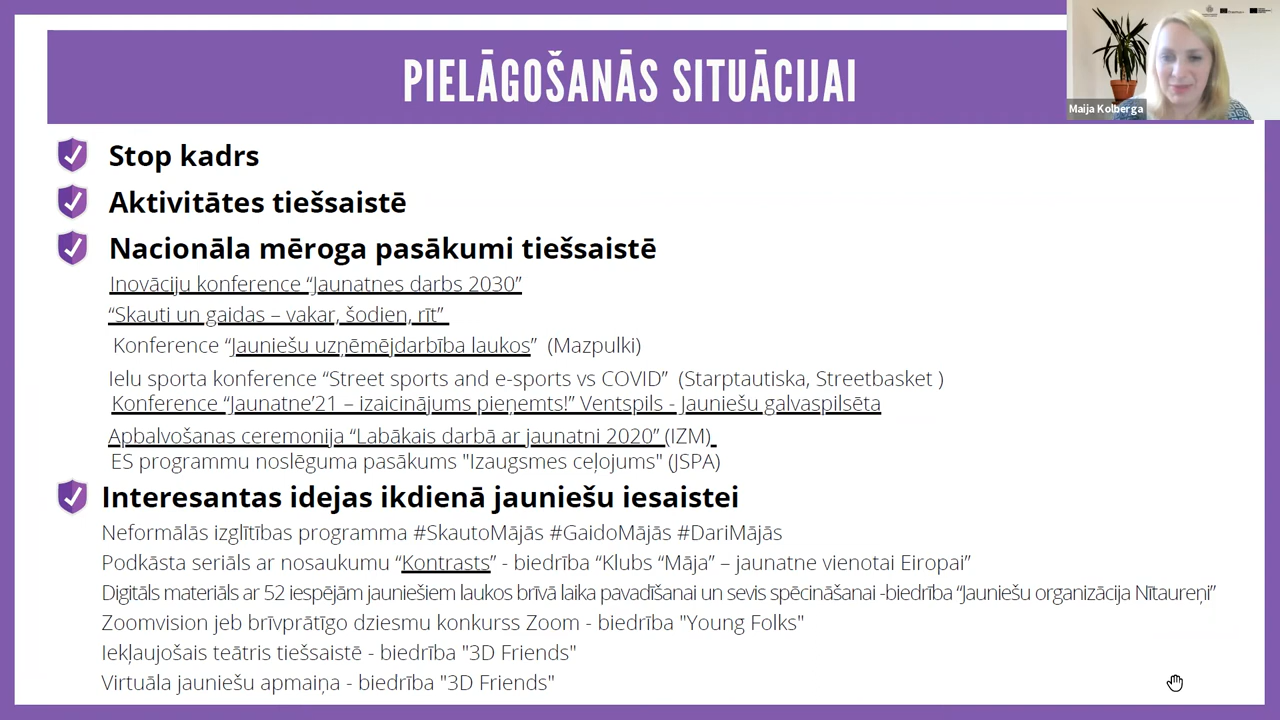 PIELĀGOŠANĀS SITUĀCIJAI
Maija Kolberga
Stop kadrs
Aktivitātes tiešsaistē
Nacionāla mēroga pasākumi tiešsaistē
Inovāciju konference “Jaunatnes darbs 2030”
“Skauti un gaidas – vakar, šodien, rīt”
Konference “Jauniešu uzņēmējdarbība laukos” (Mazpulki)
Ielu sporta konference “Street sports and e-sports vs COVID” (Starptautiska, Streetbasket )
Konference “Jaunatne’21 – izaicinājums pieņemts!” Ventspils - Jauniešu galvaspilsēta
Apbalvošanas ceremonija “Labākais darbā ar jaunatni 2020” (IZM)
ES programmu noslēguma pasākums "Izaugsmes ceļojums" (JSPA)
Interesantas idejas ikdienā jauniešu iesaistei
Neformālās izglītības programma #SkautoMājās #GaidoMājās #DariMājās
Podkāsta seriāls ar nosaukumu “Kontrasts” - biedrība “Klubs “Māja” – jaunatne vienotai Eiropai”
Digitāls materiāls ar 52 iespējām jauniešiem laukos brīvā laika pavadīšanai un sevis spēcināšanai -biedrība “Jauniešu organizācija Nītaureņi”
Zoomvision jeb brīvprātīgo dziesmu konkurss Zoom - biedrība "Young Folks"
Iekļaujošais teātris tiešsaistē - biedrība "3D Friends"
Virtuāla jauniešu apmaiņa - biedrība "3D Friends"